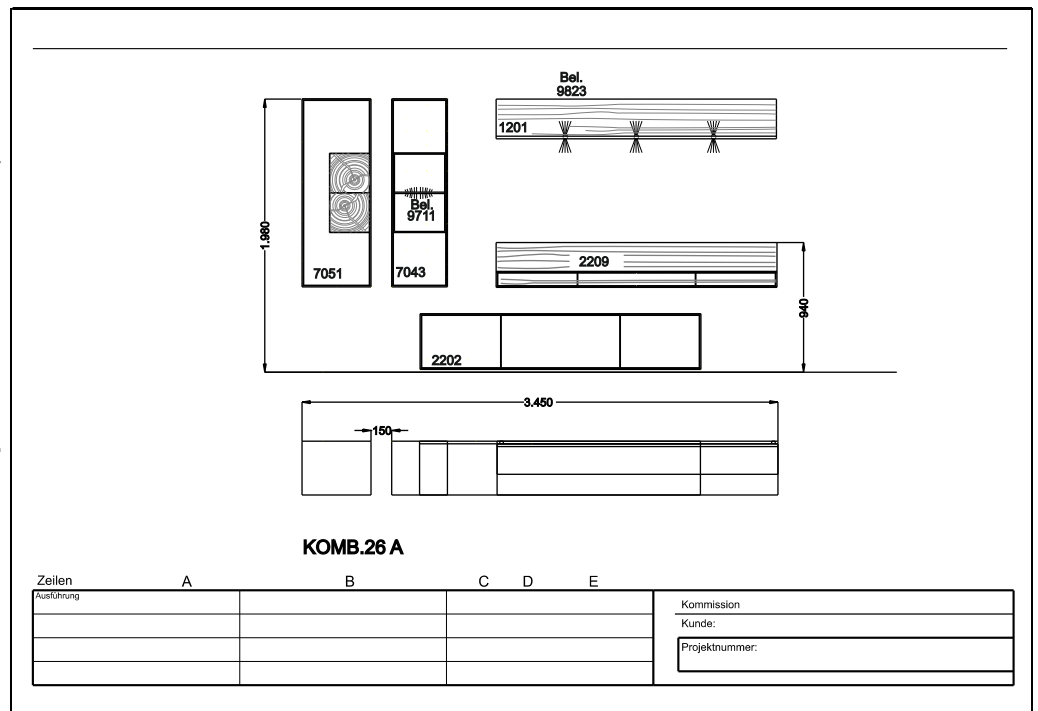 Bel.
9823
1201
Bel.
9711
1.980
7051
7043
2209
940
2202
3.450
150
KOMB.26 A
Zeilen A B C D E
Ausführung
Kommission
Kunde:
Projektnummer: